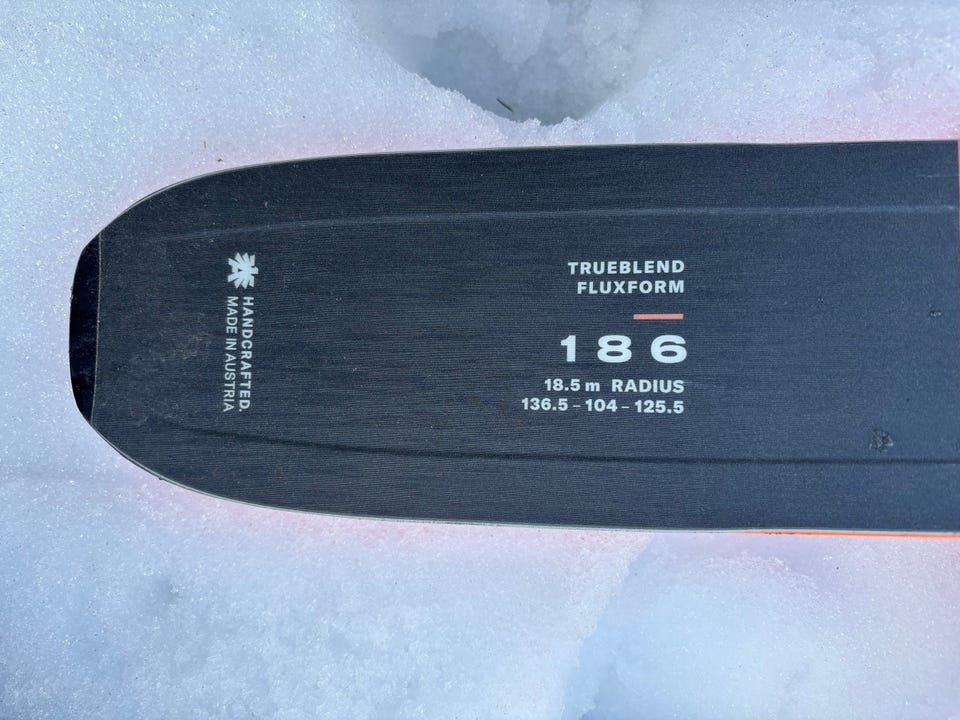 HANDCRAFTED.
MADE IN AUSTRIA
TRUEBLEND
FLUXFORM
186
18.5 m RADIUS
136.5 - 104 - 125.5